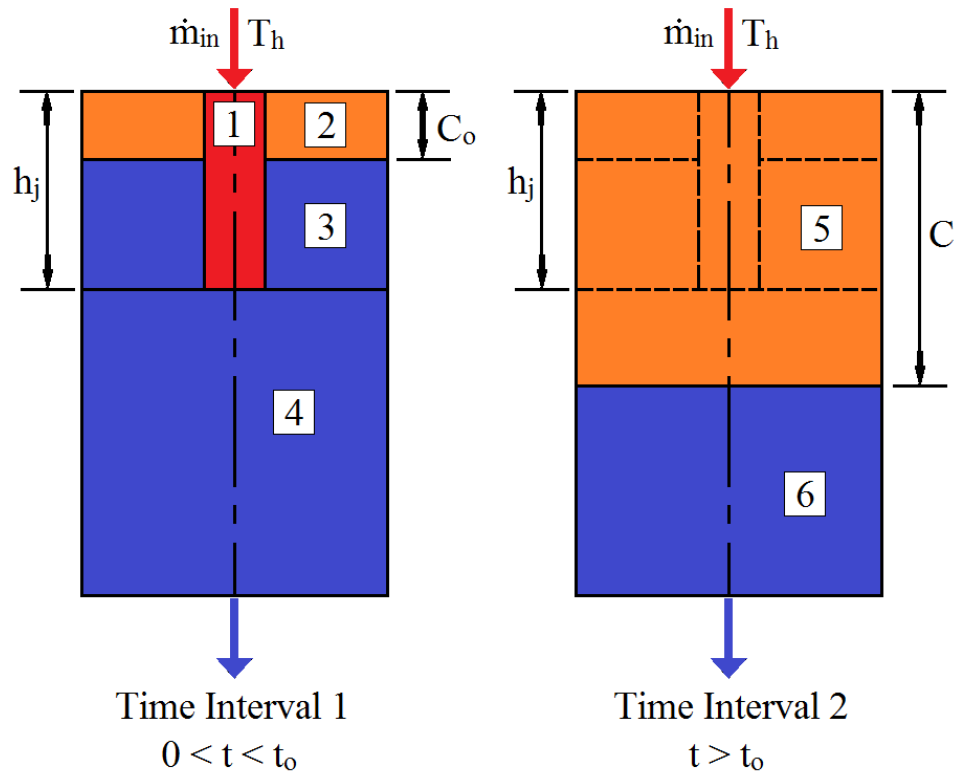 ṁin Th
1
2
3
4
hj
Co
Time Interval 1
0 < t < to
ṁin Th
5
6
hj
C
Time Interval 2
t > to